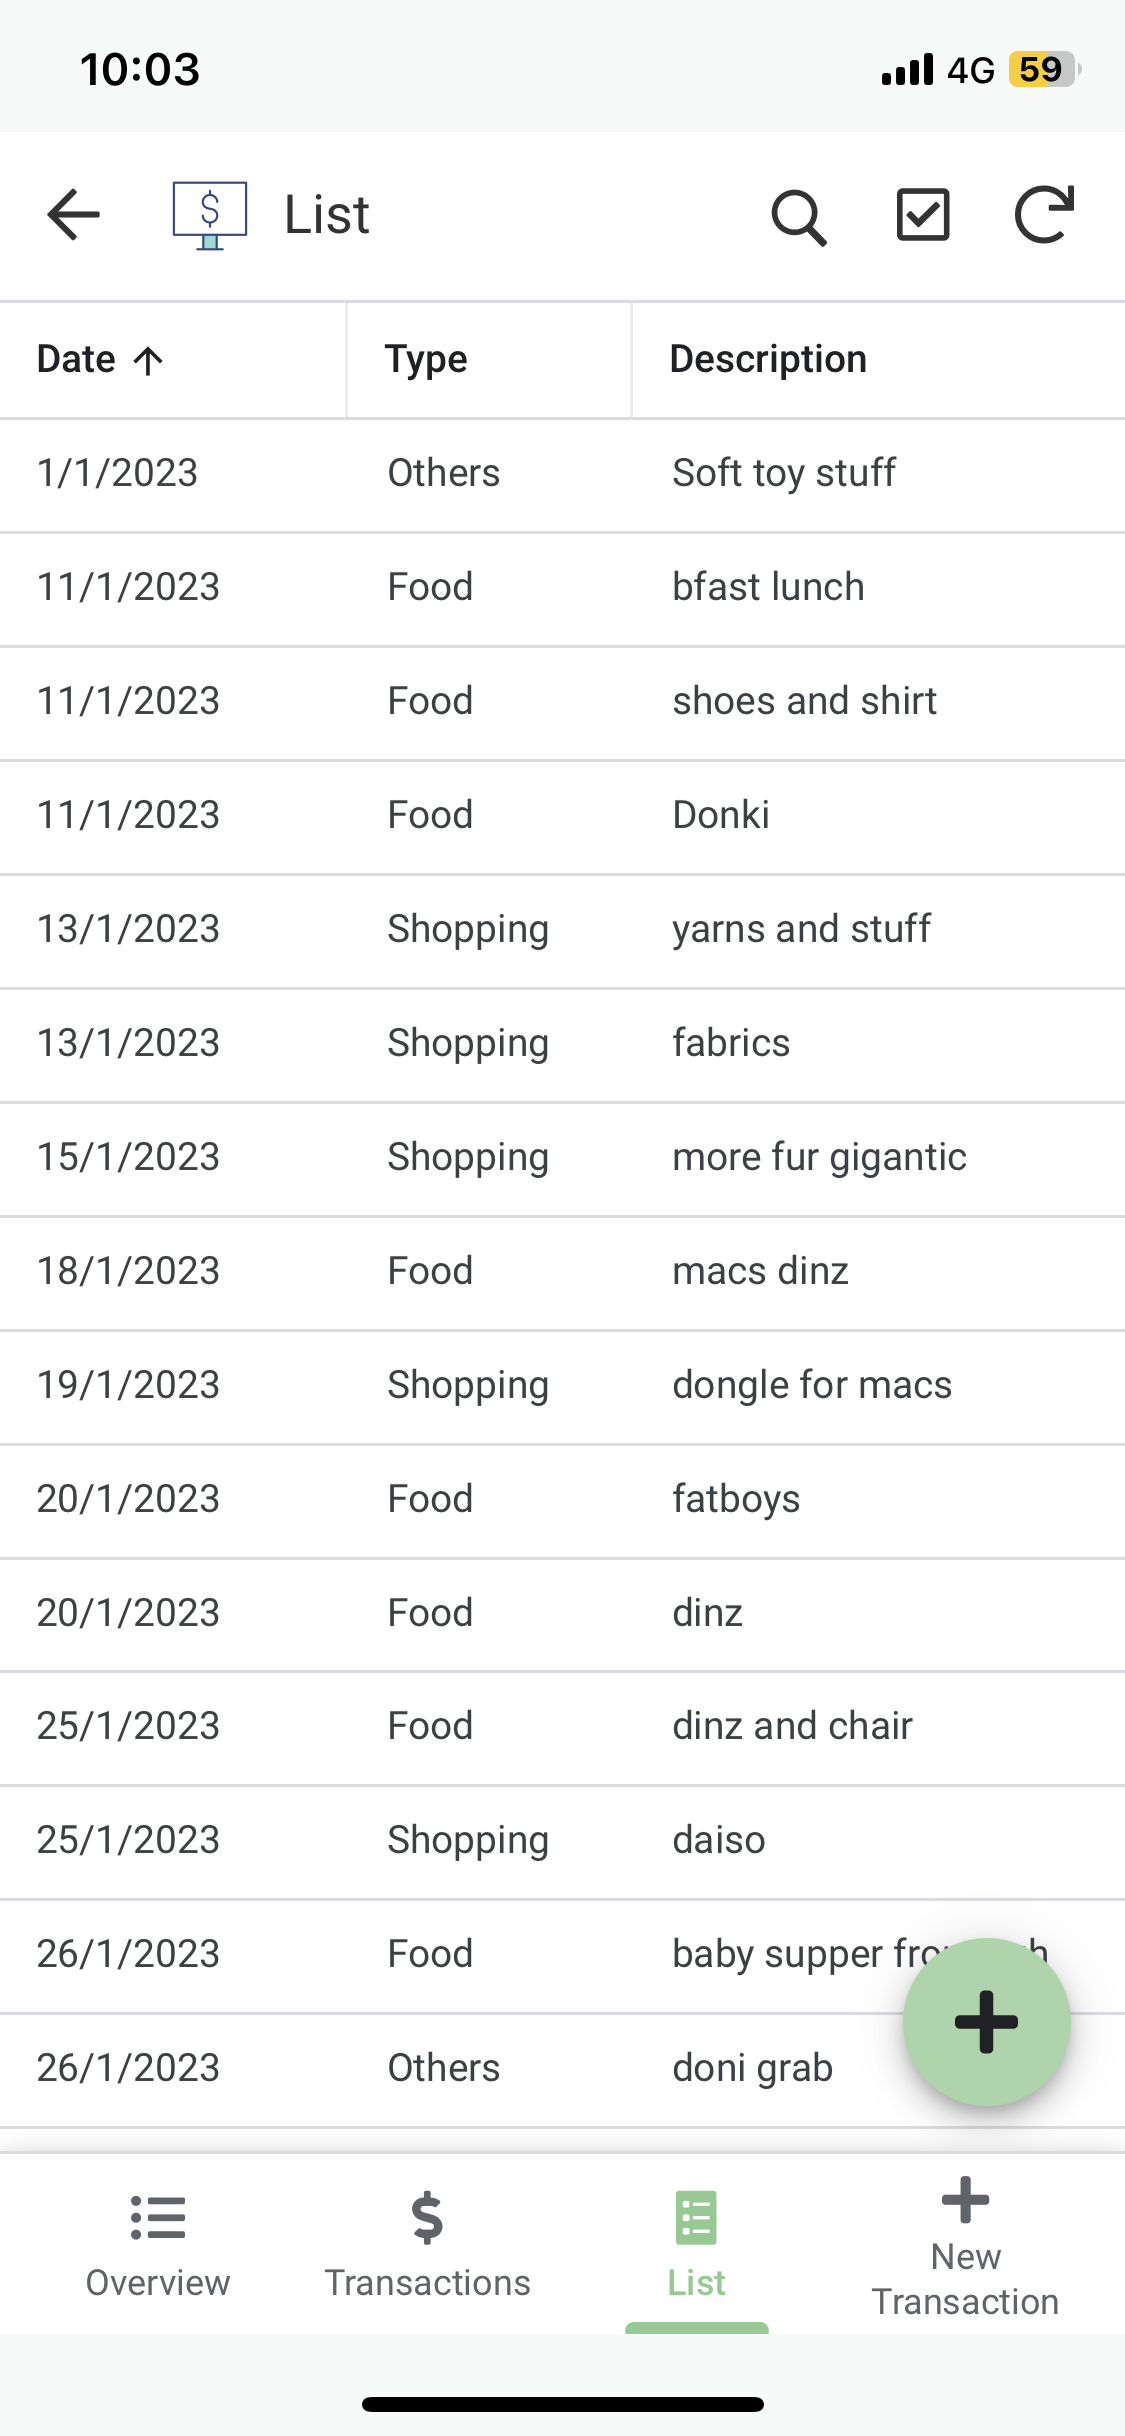 10:03 4G 59
$ List
Date ↑ Type Description
1/1/2023 Others Soft toy stuff
11/1/2023 Food bfast lunch
11/1/2023 Food shoes and shirt
11/1/2023 Food Donki
13/1/2023 Shopping yarns and stuff
13/1/2023 Shopping fabrics
15/1/2023 Shopping more fur gigantic
18/1/2023 Food macs dinz
19/1/2023 Shopping dongle for macs
20/1/2023 Food fatboys
20/1/2023 Food dinz
25/1/2023 Food dinz and chair
25/1/2023 Shopping daiso
26/1/2023 Food baby supper
26/1/2023 Others doni grab
Overview
$
Transactions
List
New
Transaction